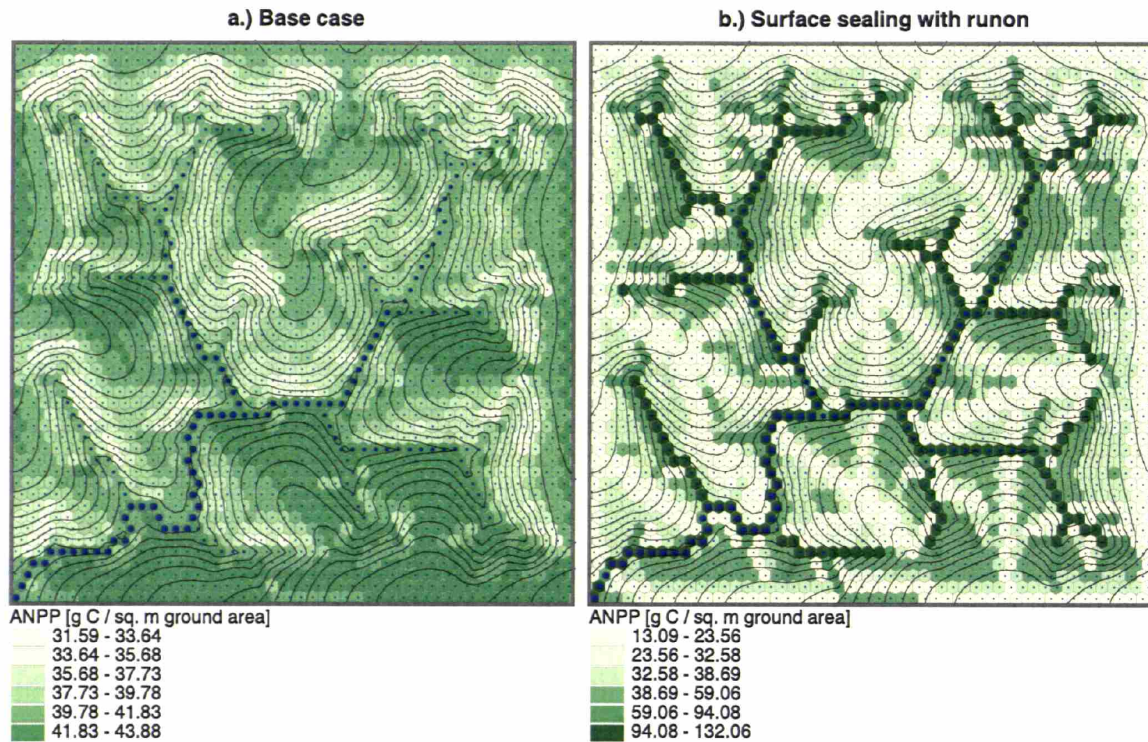 a.) Base case
b.) Surface sealing with runon
ANPP [g C / sq. m ground area]
31.59 - 33.64
33.64 - 35.68
35.68 - 37.73
37.73 - 39.78
39.78 - 41.83
41.83 - 43.88
ANPP [g C / sq. m ground area]
13.09 - 23.56
23.56 - 32.58
32.58 - 38.69
38.69 - 59.06
59.06 - 94.08
94.08 - 132.06